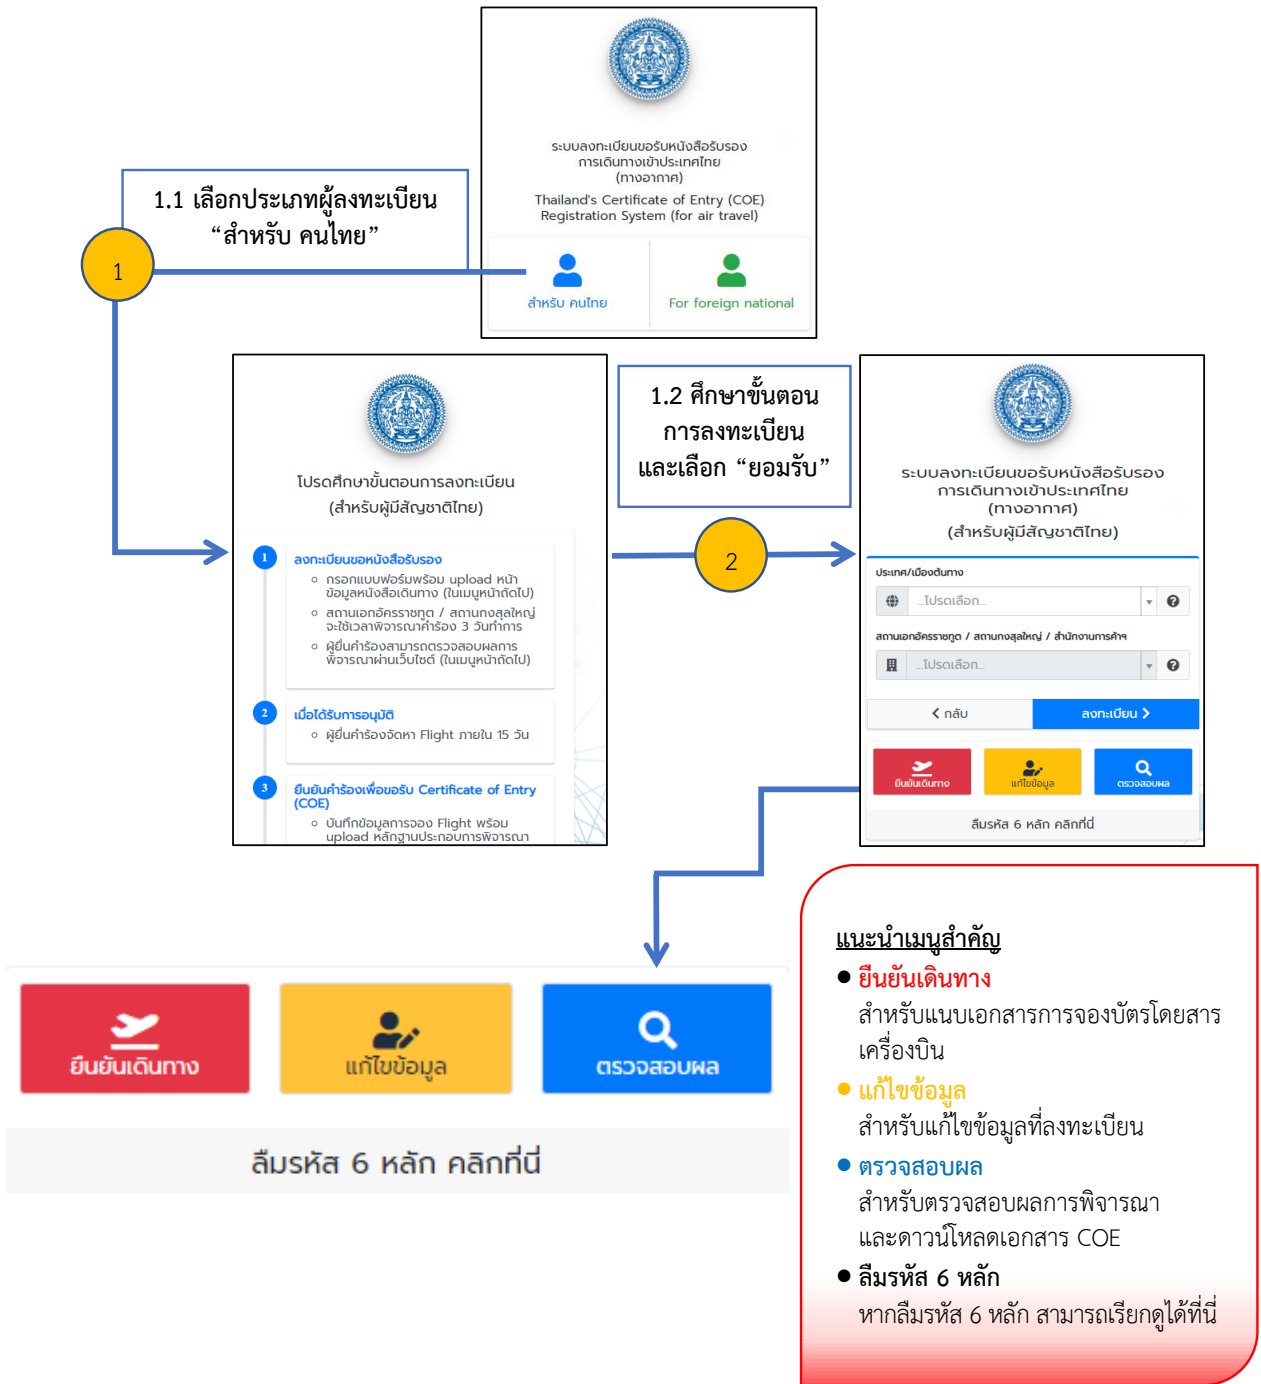 ระบบลงทะเบียนขอรับหนังสือรับรอง
การเดินทางเข้าประเทศไทย
(ทางอากาศ)
Thailand's Certificate of Entry (COE)
Registration System (for air travel)
สำหรับ คนไทย
For foreign national
1.1 เลือกประเภทผู้ลงทะเบียน
“สำหรับ คนไทย”
1
โปรดศึกษาขั้นตอนการลงทะเบียน
(สำหรับผู้มีสัญชาติไทย)
1
ลงทะเบียนขอหนังสือรับรอง
กรอกแบบฟอร์มพร้อม upload หน้า
ข้อมูลหนังสือเดินทาง (ในเมนูหน้าถัดไป)
สถานเอกอัครราชทูต / สถานกงสุลใหญ่
จะใช้เวลาพิจารณาคำร้อง 3 วันทำการ
ผู้ยื่นคำร้องสามารถตรวจสอบผลการ
พิจารณาผ่านเว็บไซต์ (ในเมนูหน้าถัดไป)
2
เมื่อได้รับการอนุมัติ
ผู้ยื่นคำร้องจัดหา Flight ภายใน 15 วัน
3
ยืนยันคำร้องเพื่อขอรับ Certificate of Entry
(COE)
บันทึกข้อมูลการจอง Flight พร้อม
upload หลักฐานประกอบการพิจารณา
1.2 ศึกษาขั้นตอน
การลงทะเบียน
และเลือก “ยอมรับ”
2
ระบบลงทะเบียนขอรับหนังสือรับรอง
การเดินทางเข้าประเทศไทย
(ทางอากาศ)
(สำหรับผู้มีสัญชาติไทย)
ประเทศ/เมืองต้นทาง
...โปรดเลือก...
สถานเอกอัครราชทูต / สถานกงสุลใหญ่ / สำนักงานการค้าฯ
...โปรดเลือก...
กลับ
ลงทะเบียน
ยืนยันเดินทาง
แก้ไขข้อมูล
ตรวจสอบผล
ลืมรหัส 6 หลัก คลิกที่นี่
ยืนยันเดินทาง
แก้ไขข้อมูล
ตรวจสอบผล
ลืมรหัส 6 หลัก คลิกที่นี่
แนะนำเมนูสำคัญ
● ยืนยันเดินทาง
สำหรับแนบเอกสารการจองบัตรโดยสาร
เครื่องบิน
● แก้ไขข้อมูล
สำหรับแก้ไขข้อมูลที่ลงทะเบียน
● ตรวจสอบผล
สำหรับตรวจสอบผลการพิจารณา
และดาวน์โหลดเอกสาร COE
● ลืมรหัส 6 หลัก
หากลืมรหัส 6 หลัก สามารถเรียกดูได้ที่นี่